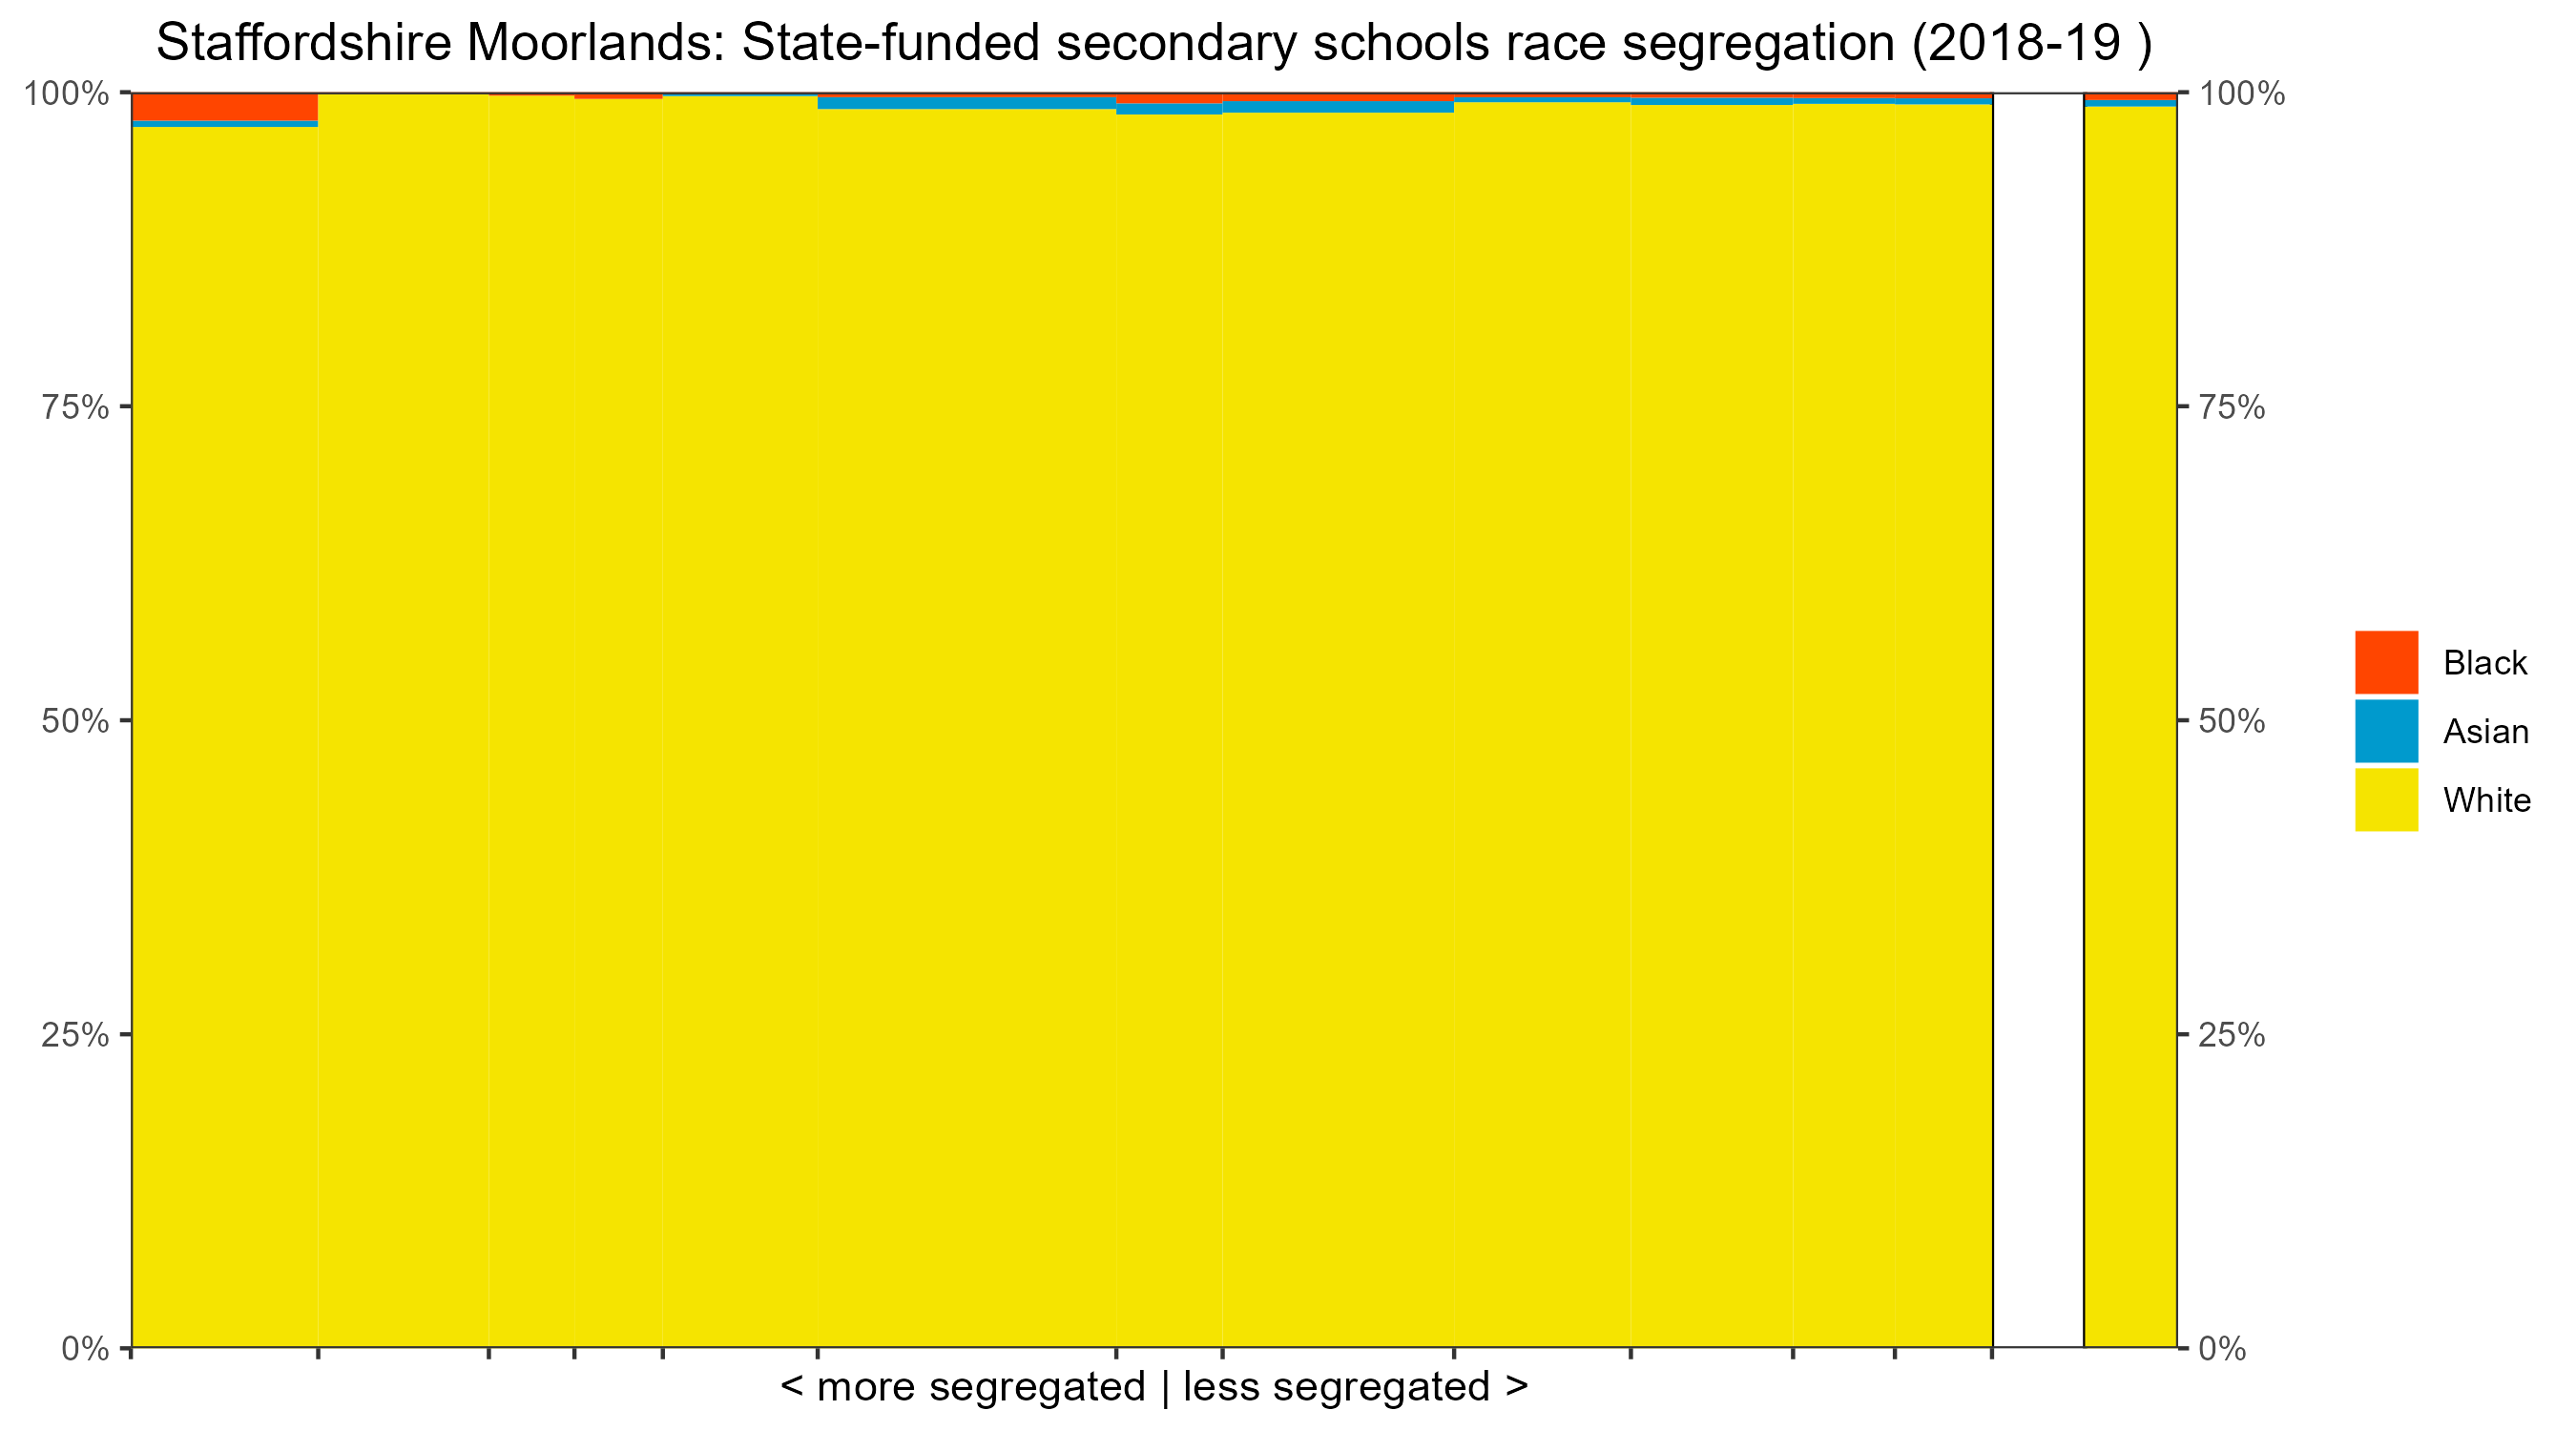 Staffordshire Moorlands: State-funded secondary schools race segregation (2018-19 )
100%
75%
50%
25%
0%
100%
75%
50%
25%
0%
Black
Asian
White
< more segregated | less segregated >